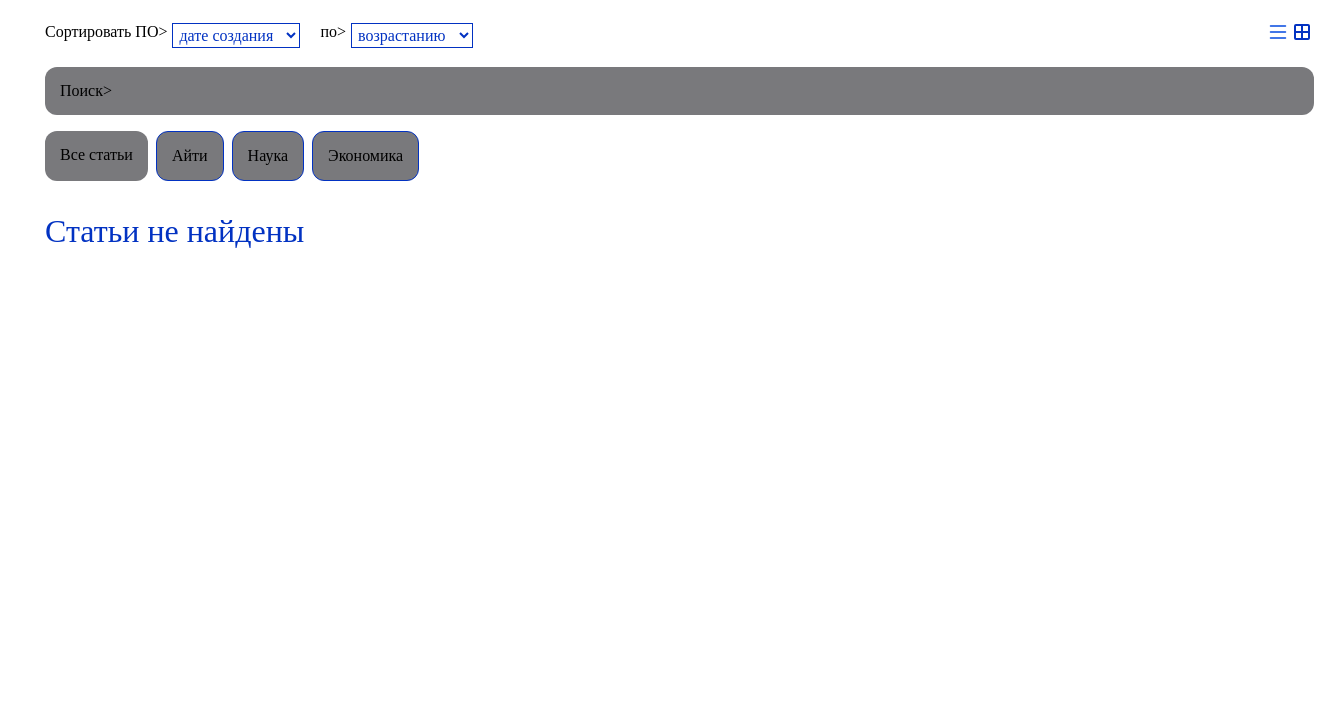 Сортировать ПО> дате создания по> возрастанию
Поиск>
Все статьи Айти Наука Экономика
Статьи не найдены